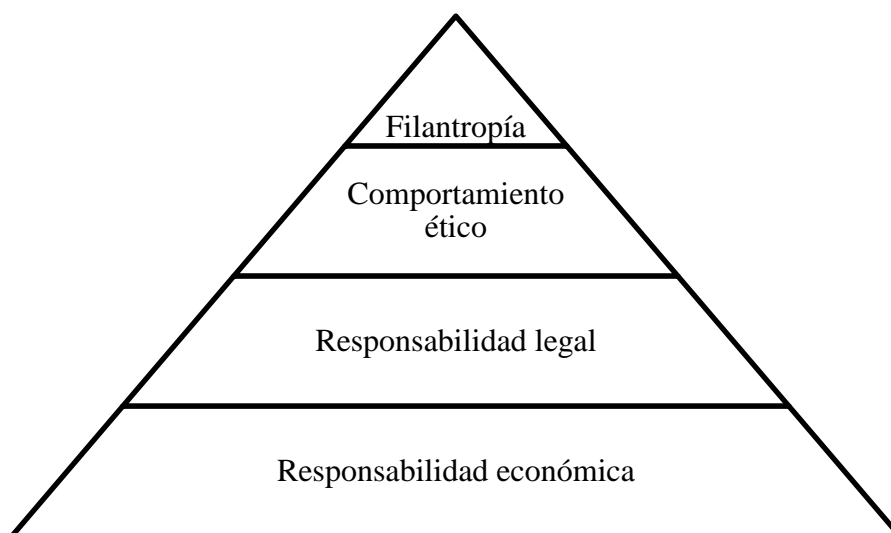 Filantropía
Comportamiento
ético
Responsabilidad legal
Responsabilidad económica